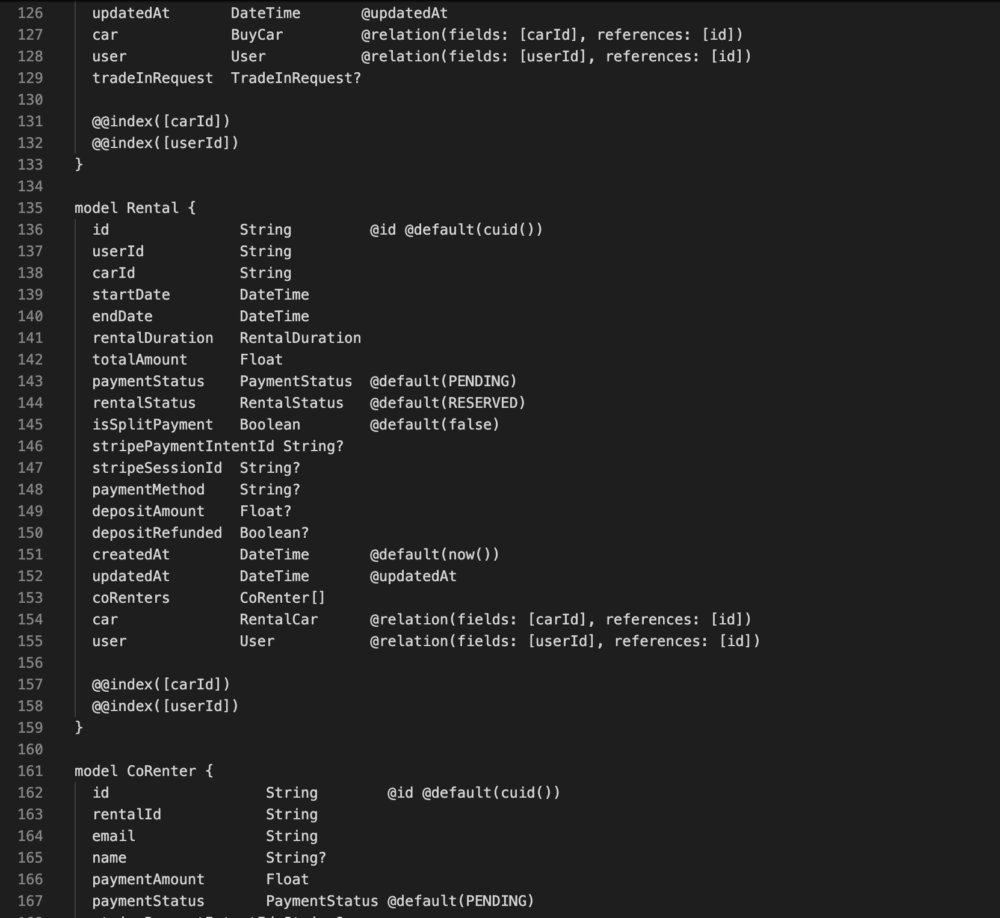 126 updatedAt DateTime @updatedAt
127 car BuyCar @relation(fields: [carId], references: [id])
128 user User @relation(fields: [userId], references: [id])
129 tradeInRequest TradeInRequest?
130
131 @@index([carId])
132 @@index([userId])
133 }
134
135 model Rental {
136 id String @id @default(cuid())
137 userId String
138 carId String
139 startDate DateTime
140 endDate DateTime
141 rentalDuration RentalDuration
142 totalAmount Float
143 paymentStatus PaymentStatus @default(PENDING)
144 rentalStatus RentalStatus @default(RESERVED)
145 isSplitPayment Boolean @default(false)
146 stripePaymentIntentId String?
147 stripeSessionId String?
148 paymentMethod String?
149 depositAmount Float?
150 depositRefunded Boolean?
151 createdAt DateTime @default(now())
152 updatedAt DateTime @updatedAt
153 coRenters CoRenter[]
154 car RentalCar @relation(fields: [carId], references: [id])
155 user User @relation(fields: [userId], references: [id])
156
157 @@index([carId])
158 @@index([userId])
159 }
160
161 model CoRenter {
162 id String @id @default(cuid())
163 rentalId String
164 email String
165 name String?
166 paymentAmount Float
167 paymentStatus PaymentStatus @default(PENDING)